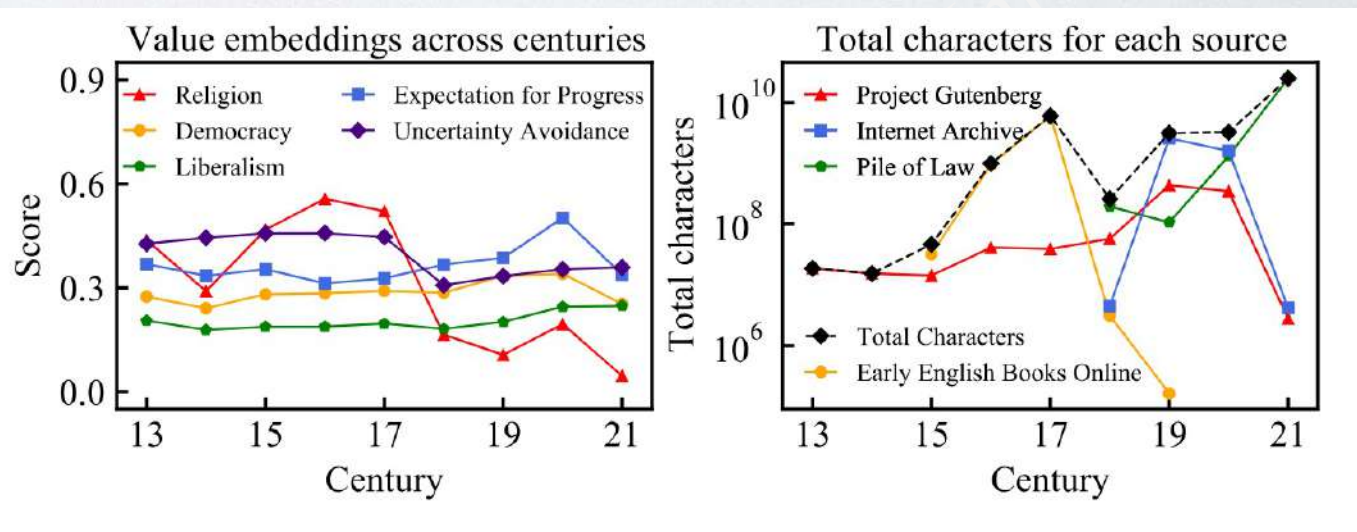 Value embeddings across centuries
0.9
0.6
0.3
0.0
Score
Religion
Democracy
Liberalism
Expectation for Progress
Uncertainty Avoidance
13 15 17 19 21
Century
Total characters for each source
10^10
10^8
10^6
Total characters
Project Gutenberg
Internet Archive
Pile of Law
Total Characters
Early English Books Online
13 15 17 19 21
Century